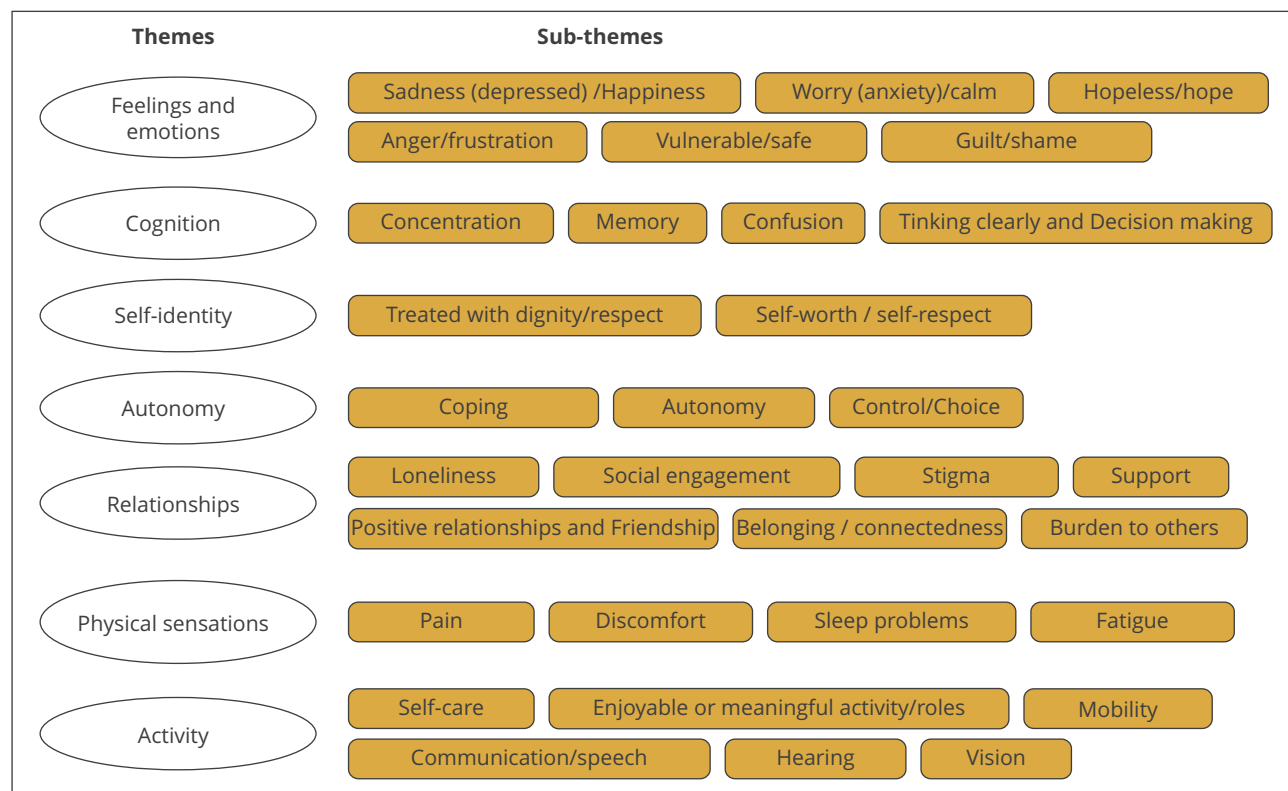 Themes
Sub-themes
Feelings and
emotions
Sadness (depressed) /Happiness
Worry (anxiety)/calm
Hopeless/hope
Anger/frustration
Vulnerable/safe
Guilt/shame
Cognition
Concentration
Memory
Confusion
Tinking clearly and Decision making
Self-identity
Treated with dignity/respect
Self-worth / self-respect
Autonomy
Coping
Autonomy
Control/Choice
Relationships
Loneliness
Social engagement
Stigma
Support
Positive relationships and Friendship
Belonging / connectedness
Burden to others
Physical sensations
Pain
Discomfort
Sleep problems
Fatigue
Activity
Self-care
Enjoyable or meaningful activity/roles
Mobility
Communication/speech
Hearing
Vision